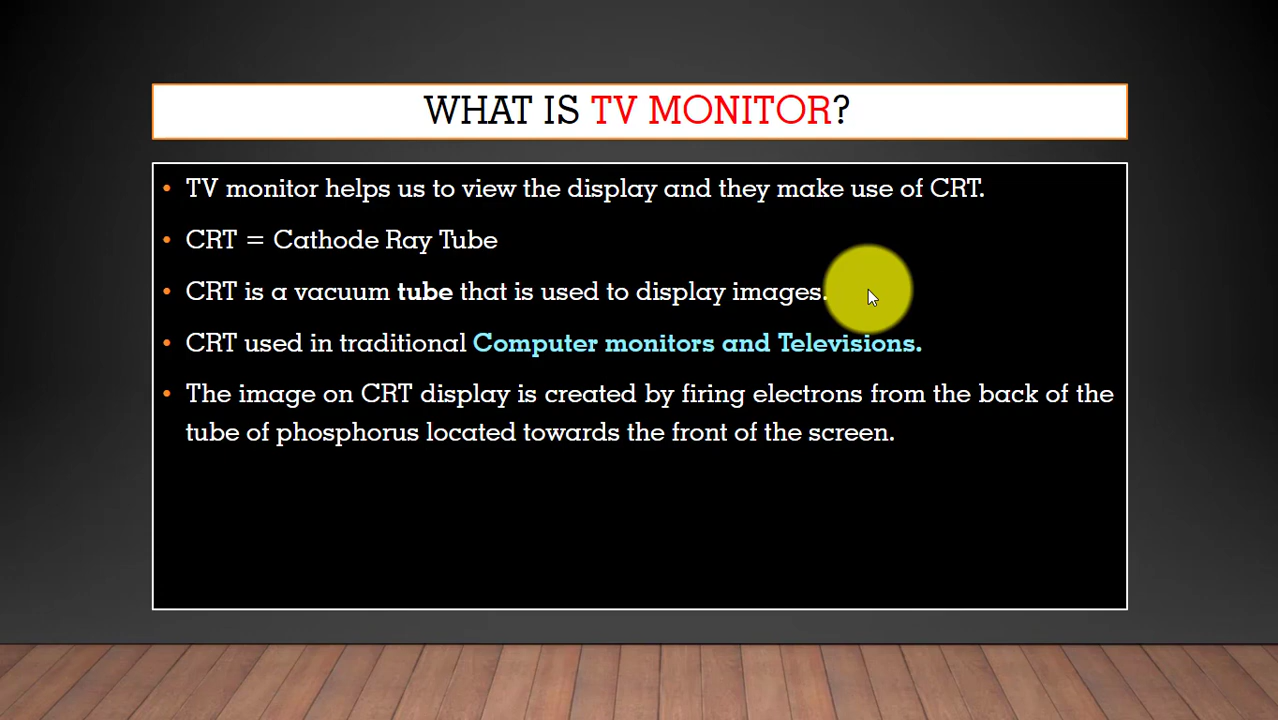 WHAT IS TV MONITOR?
• TV monitor helps us to view the display and they make use of CRT.
• CRT = Cathode Ray Tube
• CRT is a vacuum tube that is used to display images.
• CRT used in traditional Computer monitors and Televisions.
• The image on CRT display is created by firing electrons from the back of the
tube of phosphorus located towards the front of the screen.